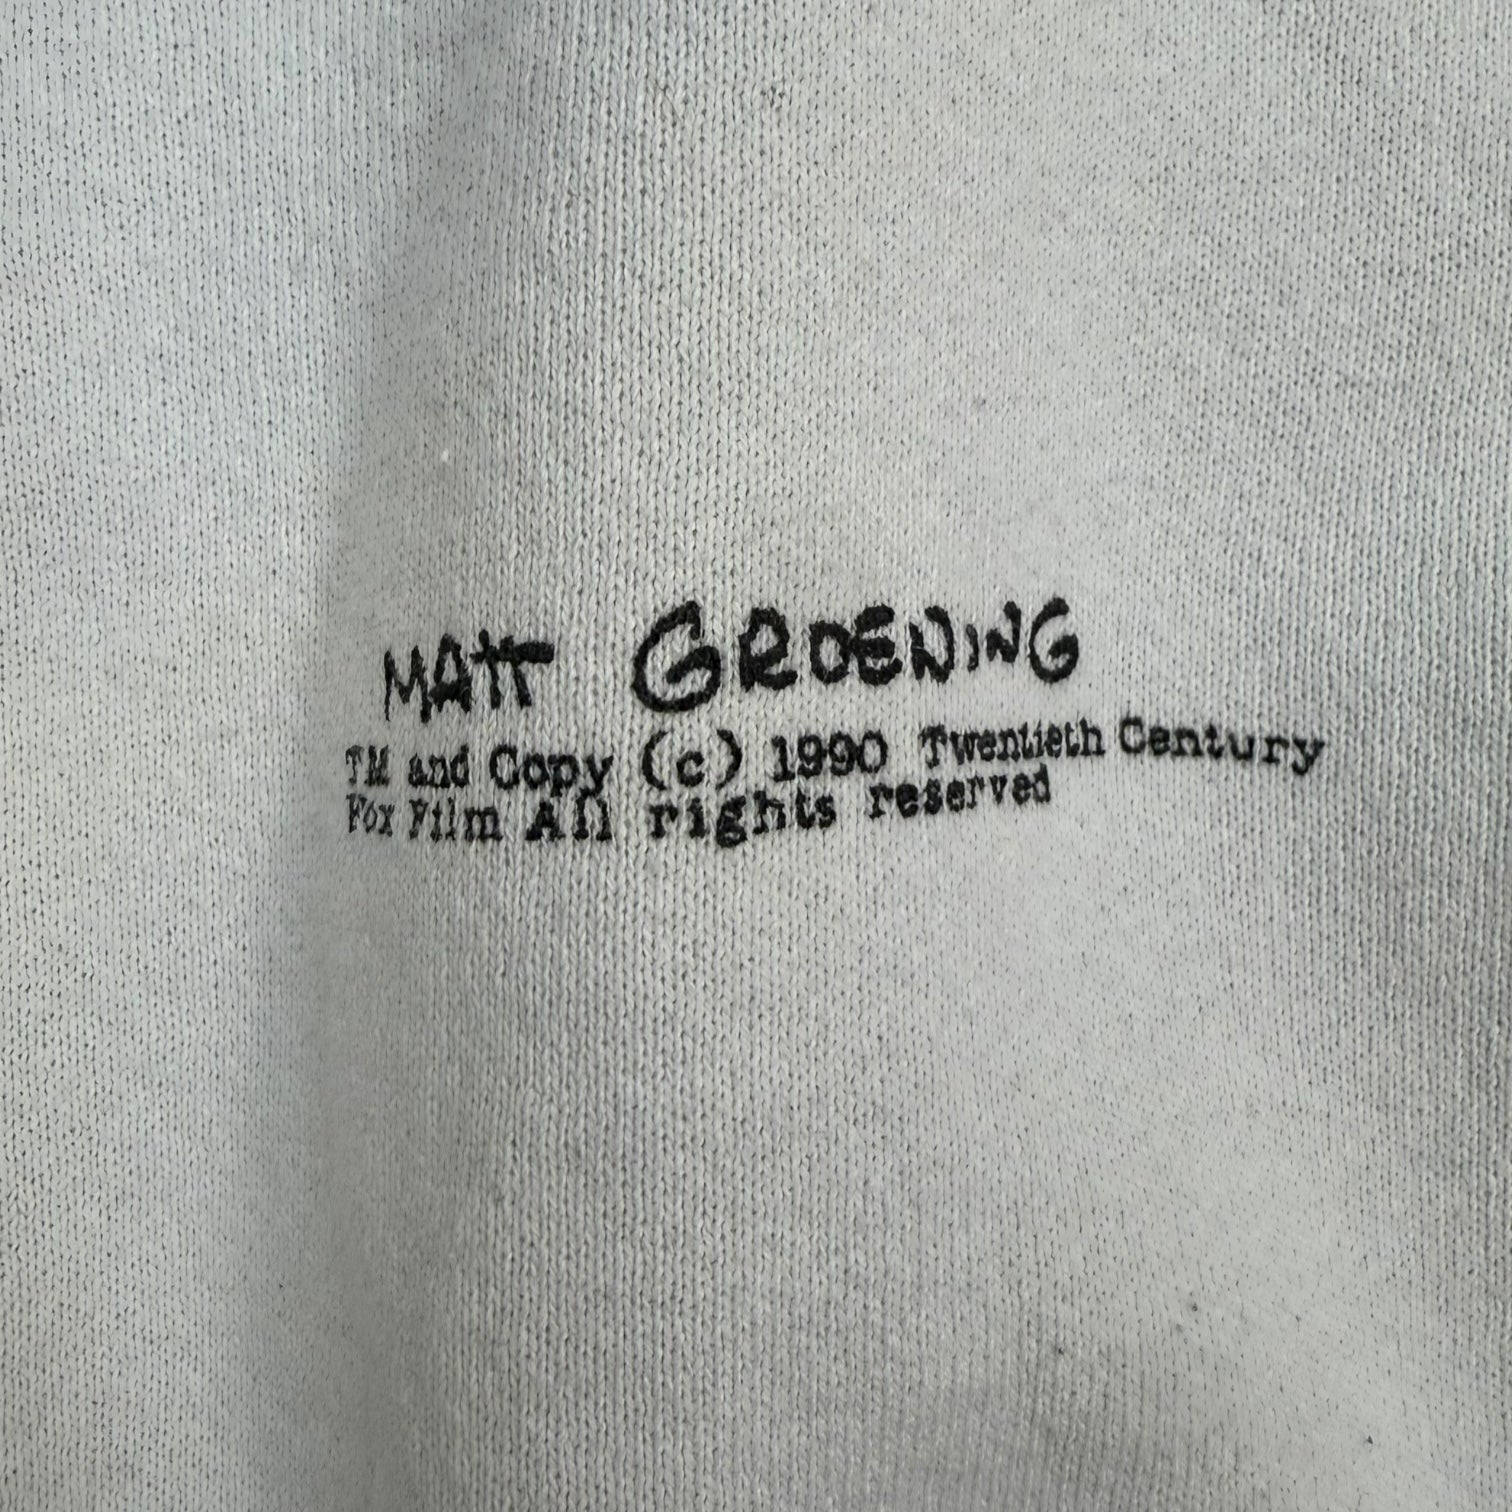 MATT GROENING
TM and Copy (c) 1990 Twentieth Century
Fox Film All rights reserved